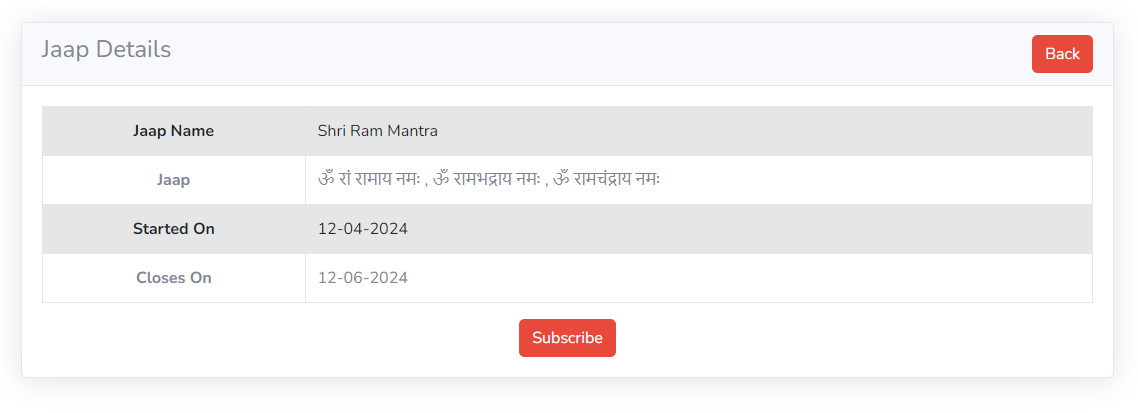 Jaap Details
Back
Jaap Name Shri Ram Mantra
Jaap ॐ रां रामाय नमः , ॐ रामभद्राय नमः , ॐ रामचंद्राय नमः
Started On 12-04-2024
Closes On 12-06-2024
Subscribe